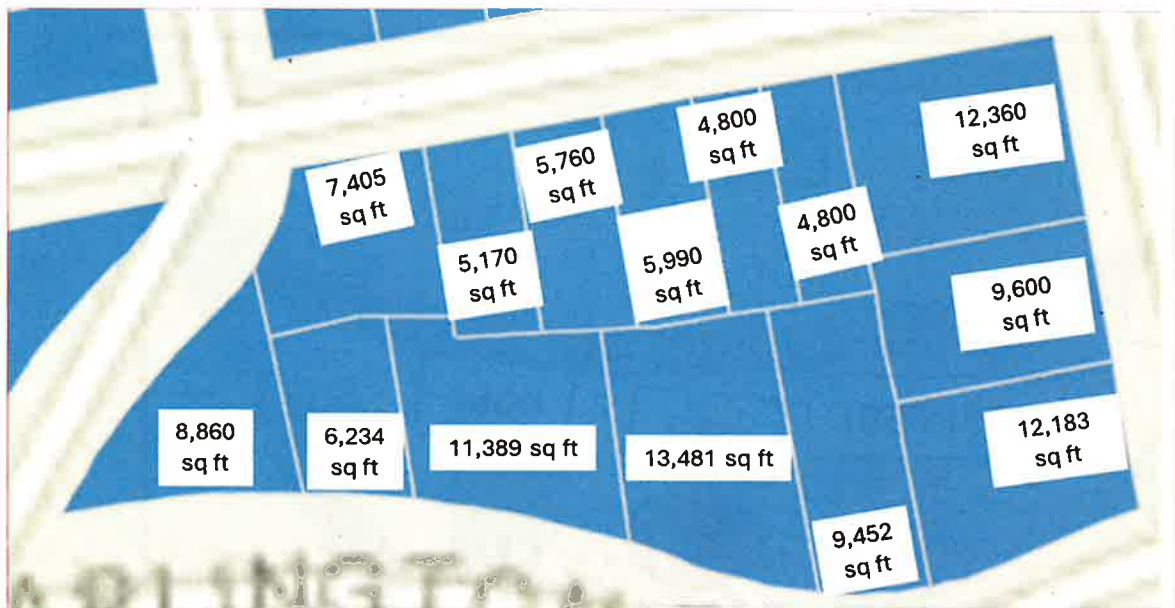 4,800
sq ft
12,360
sq ft
5,760
sq ft
7,405
sq ft
4,800
sq ft
5,170
sq ft
5,990
sq ft
9,600
sq ft
8,860
sq ft
6,234
sq ft
11,389 sq ft
13,481 sq ft
12,183
sq ft
9,452
sq ft